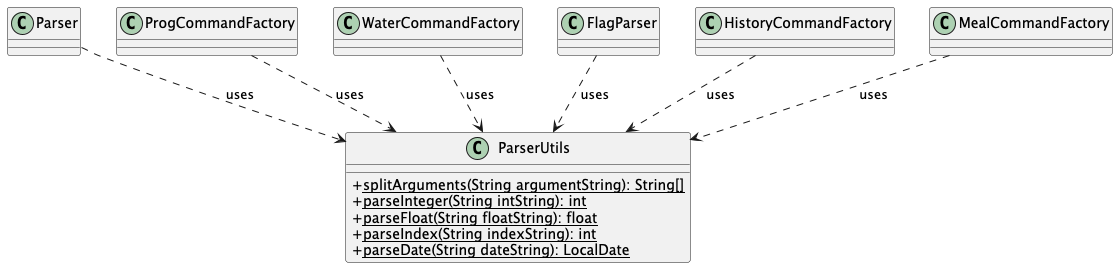 C Parser
C ProgCommandFactory
C WaterCommandFactory
C FlagParser
C HistoryCommandFactory
C MealCommandFactory
uses
uses
uses
uses
uses
uses
C ParserUtils
+splitArguments(String argumentString): String[]
+parseInteger(String intString): int
+parseFloat(String floatString): float
+parseIndex(String indexString): int
+parseDate(String dateString): LocalDate